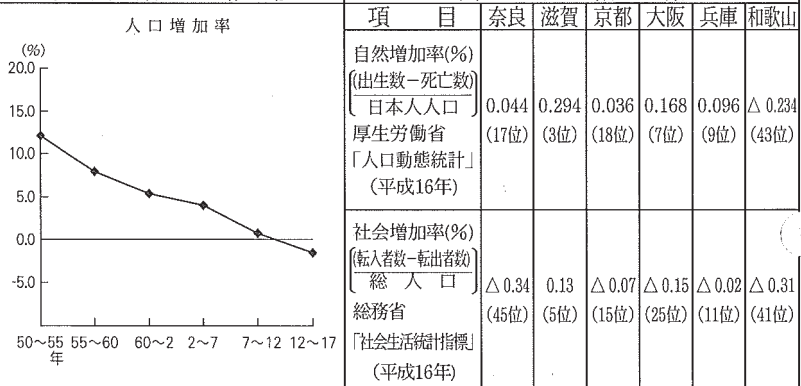 人口増加率
(%)
20.0
15.0
10.0
5.0
0.0
-5.0
50～55 55～60 60～2 2～7 7～12 12～17
年
項 目 奈良 滋賀 京都 大阪 兵庫 和歌山
自然増加率(%)
(出生数－死亡数)
日本人人口 0.044 0.294 0.036 0.168 0.096 △0.234
厚生労働省 (17位) (3位) (18位) (7位) (9位) (43位)
「人口動態統計」
(平成16年)
社会増加率(%)
(転入者数－転出者数)
総人口 △0.34 0.13 △0.07 △0.15 △0.02 △0.31
総務省 (45位) (5位) (15位) (25位) (11位) (41位)
「社会生活統計指標」
(平成16年)